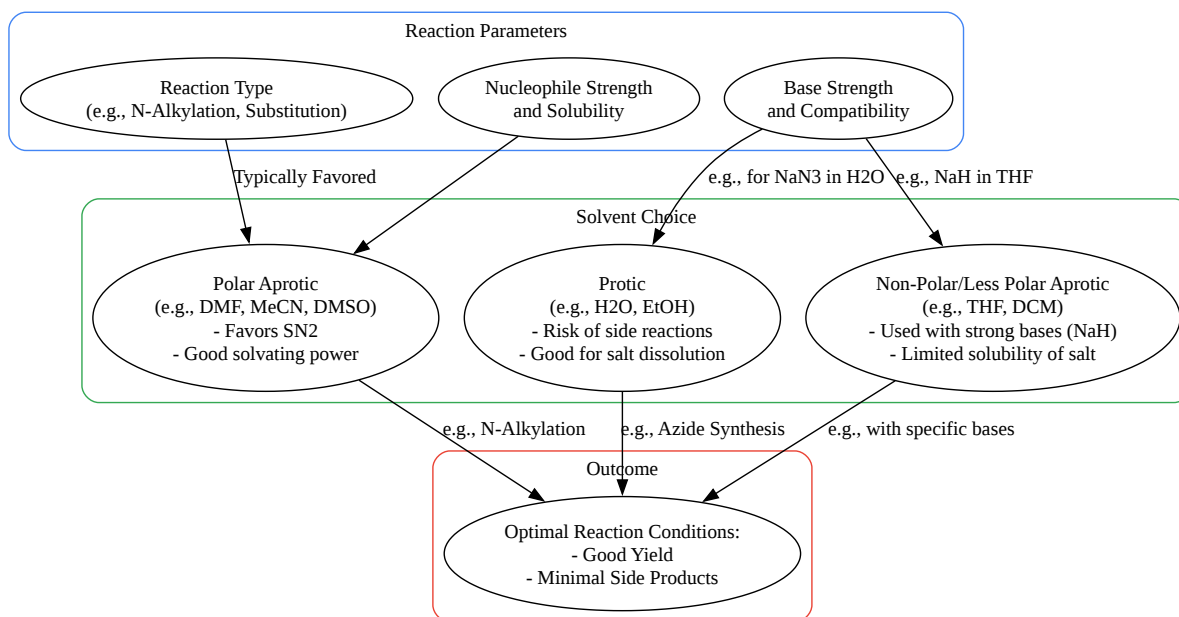 Reaction Parameters
Reaction Type
(e.g., N-Alkylation, Substitution)
Nucleophile Strength
and Solubility
Base Strength
and Compatibility
Typically Favored
e.g., for NaN3 in H2O
e.g., NaH in THF
Solvent Choice
Polar Aprotic
(e.g., DMF, MeCN, DMSO)
- Favors SN2
- Good solvating power
Protic
(e.g., H2O, EtOH)
- Risk of side reactions
- Good for salt dissolution
Non-Polar/Less Polar Aprotic
(e.g., THF, DCM)
- Used with strong bases (NaH)
- Limited solubility of salt
e.g., N-Alkylation
e.g., Azide Synthesis
e.g., with specific bases
Outcome
Optimal Reaction Conditions:
- Good Yield
- Minimal Side Products